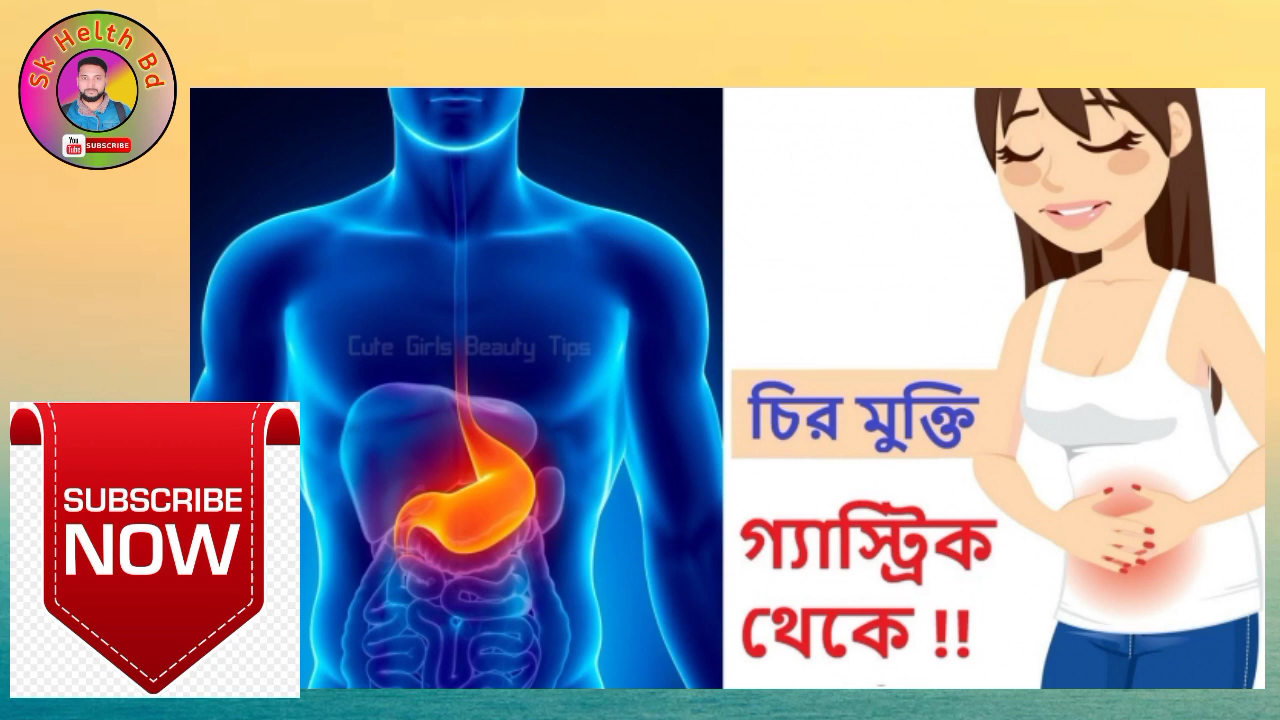 Sk Helth Bd
You
Tube
SUBSCRIBE
Cute Girls Beauty Tips
চির মুক্তি
গ্যাস্ট্রিক
থেকে !!
SUBSCRIBE
NOW